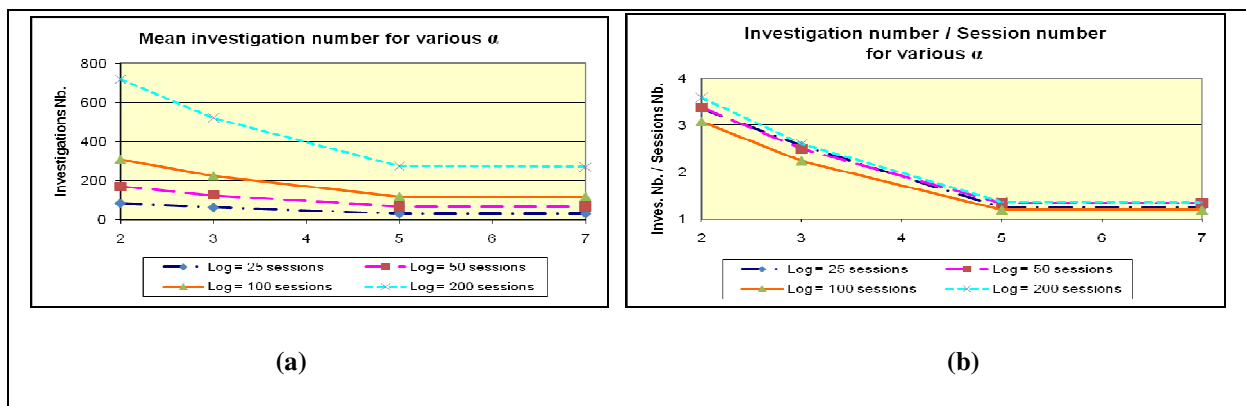 Mean investigation number for various α
Investigations Nb.
800
600
400
200
0
2 3 4 5 6 7
Log = 25 sessions
Log = 50 sessions
Log = 100 sessions
Log = 200 sessions
(a)
Investigation number / Session number
for various α
Inves. Nb. / Sessions Nb.
4
3
2
1
2 3 4 5 6 7
Log = 25 sessions
Log = 50 sessions
Log = 100 sessions
Log = 200 sessions
(b)